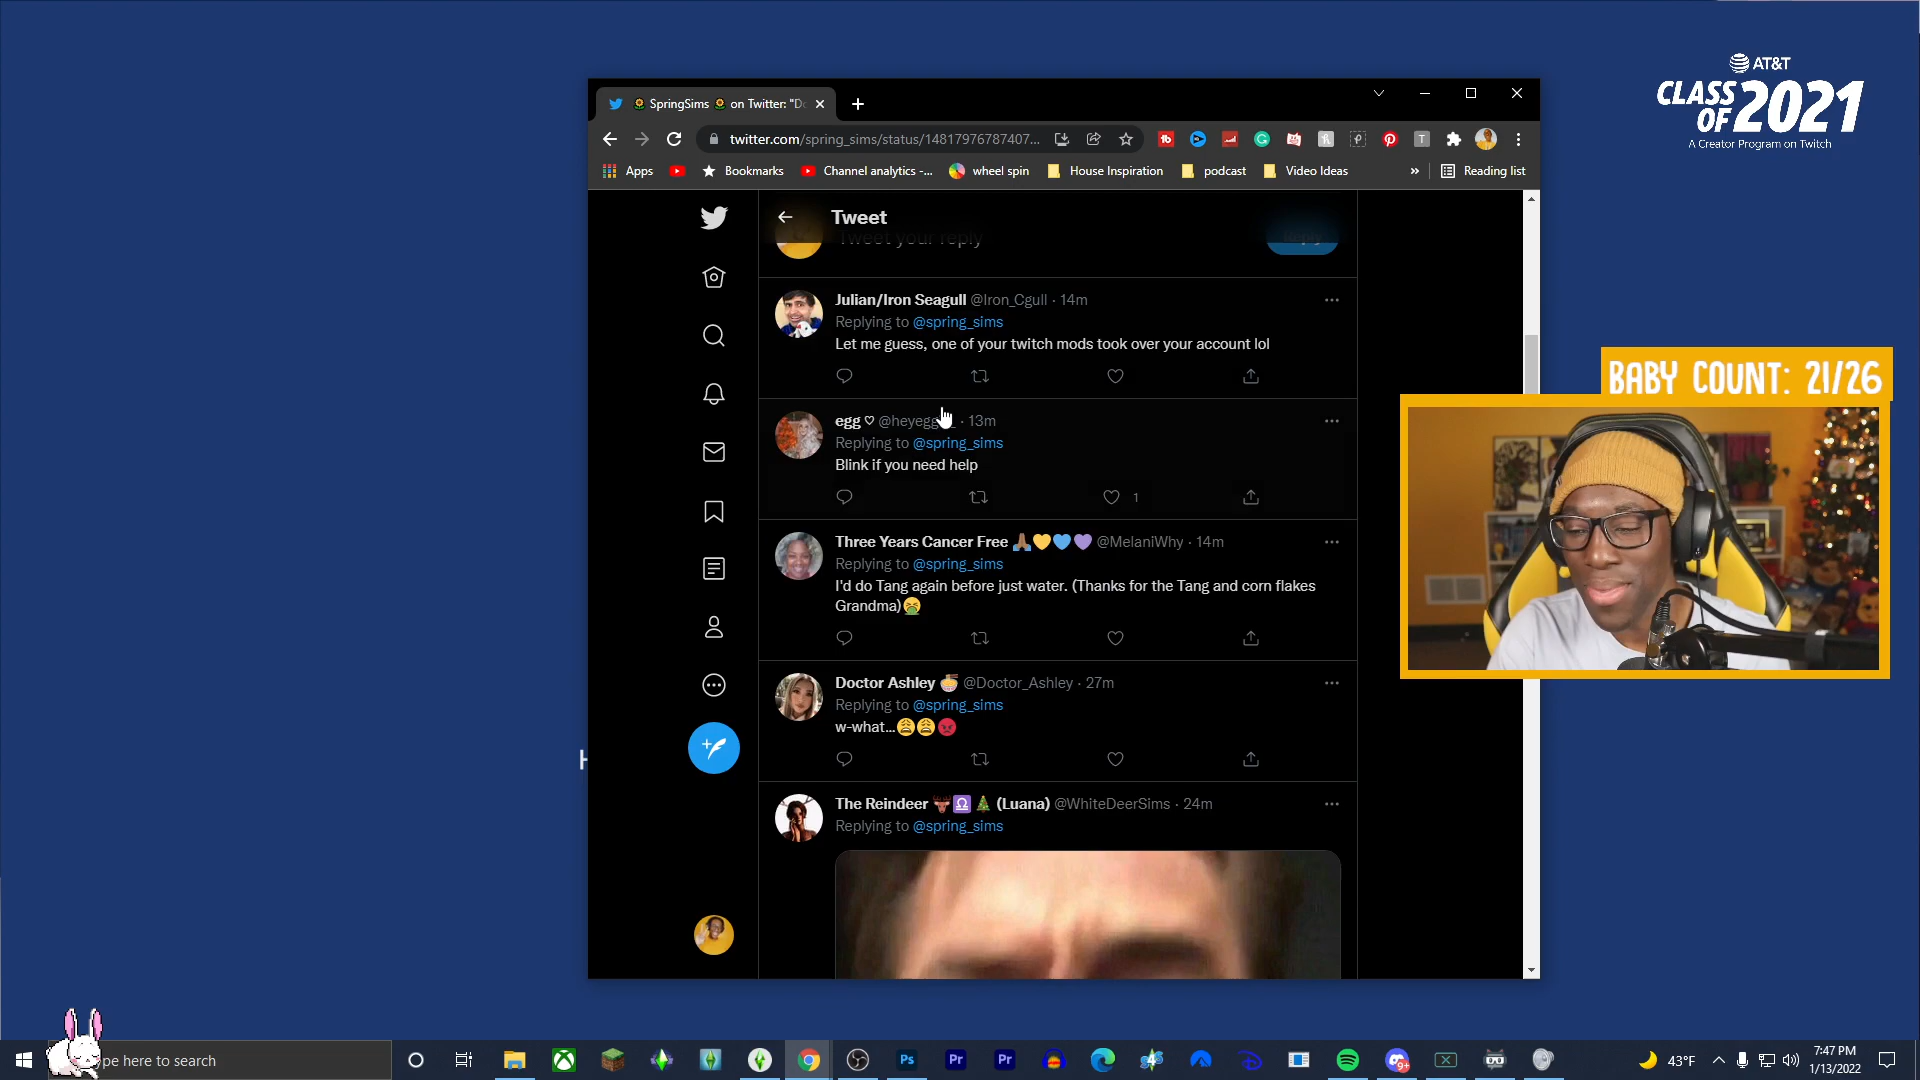 AT&T
CLASS
OF 2021
A Creator Program on Twitch
SpringSims on Twitter: "Do
twitter.com/spring_sims/status/14817976787407...
Apps
Bookmarks
Channel analytics -...
wheel spin
House Inspiration
podcast
Video Ideas
»
Reading list
Tweet
Tweet your reply
Reply
Julian/Iron Seagull @Iron_Cgull · 14m
Replying to @spring_sims
Let me guess, one of your twitch mods took over your account lol
egg ♡ @heyegg · 13m
Replying to @spring_sims
Blink if you need help
1
Three Years Cancer Free 🙏🏾💛💙💜 @MelaniWhy · 14m
Replying to @spring_sims
I'd do Tang again before just water. (Thanks for the Tang and corn flakes
Grandma)🤮
Doctor Ashley 🍜 @Doctor_Ashley · 27m
Replying to @spring_sims
w-what...😩😩😡
The Reindeer 🦌♎🎄 (Luana) @WhiteDeerSims · 24m
Replying to @spring_sims
BABY COUNT: 21/26
pe here to search
43°F
7:47 PM
1/13/2022